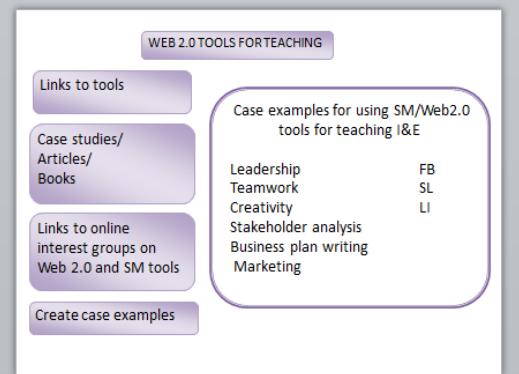 WEB 2.0 TOOLS FOR TEACHING
Links to tools
Case studies/
Articles/
Books
Links to online
interest groups on
Web 2.0 and SM tools
Create case examples
Case examples for using SM/Web2.0
tools for teaching I&E
Leadership FB
Teamwork SL
Creativity LI
Stakeholder analysis
Business plan writing
Marketing